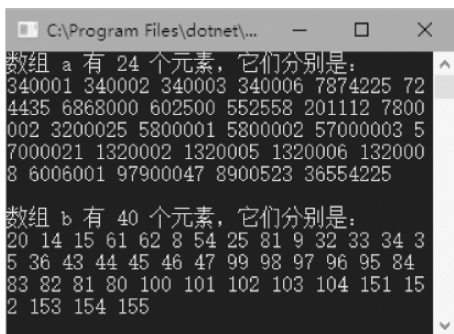 C:\Program Files\dotnet\...
数组 a 有 24 个元素，它们分别是：
340001 340002 340003 340006 7874225 72
4435 6868000 602500 552558 201112 7800
002 3200025 5800001 5800002 57000003 5
7000021 1320002 1320005 1320006 132000
8 6006001 97900047 8900523 36554225
数组 b 有 40 个元素，它们分别是：
20 14 15 61 62 8 54 25 81 9 32 33 34 3
5 36 43 44 45 46 47 99 98 97 96 95 84
83 82 81 80 100 101 102 103 104 151 15
2 153 154 155